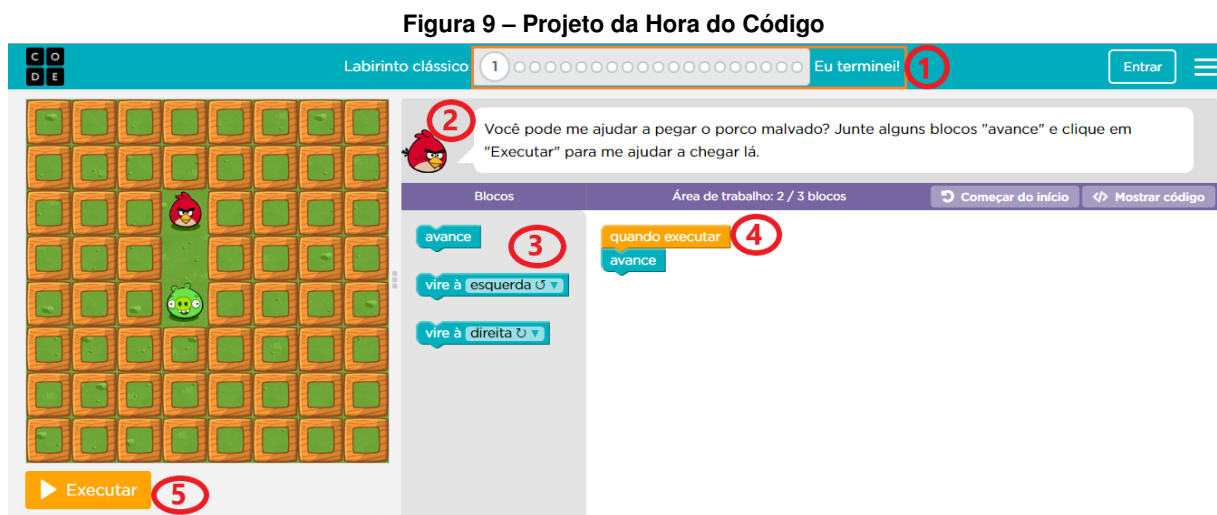 Figura 9 – Projeto da Hora do Código
C O
D E
Labirinto clássico 1 Eu terminei! 1 Entrar
2
Você pode me ajudar a pegar o porco malvado? Junte alguns blocos "avance" e clique em
"Executar" para me ajudar a chegar lá.
Blocos Área de trabalho: 2 / 3 blocos Começar do início </> Mostrar código
avance 3
vire à esquerda ↺ ▼
vire à direita ↻ ▼
quando executar 4
avance
Executar 5